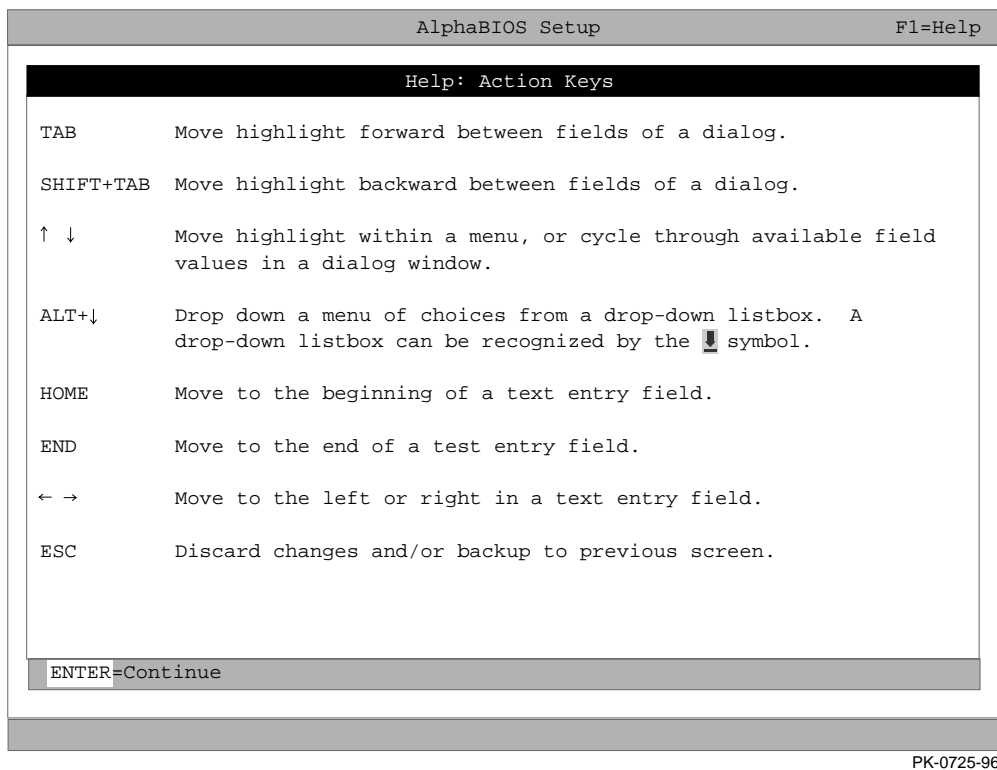 AlphaBIOS Setup F1=Help
Help: Action Keys
TAB Move highlight forward between fields of a dialog.
SHIFT+TAB Move highlight backward between fields of a dialog.
↑ ↓ Move highlight within a menu, or cycle through available field
values in a dialog window.
ALT+↓ Drop down a menu of choices from a drop-down listbox. A
drop-down listbox can be recognized by the ⬇ symbol.
HOME Move to the beginning of a text entry field.
END Move to the end of a test entry field.
← → Move to the left or right in a text entry field.
ESC Discard changes and/or backup to previous screen.
ENTER=Continue
PK-0725-96